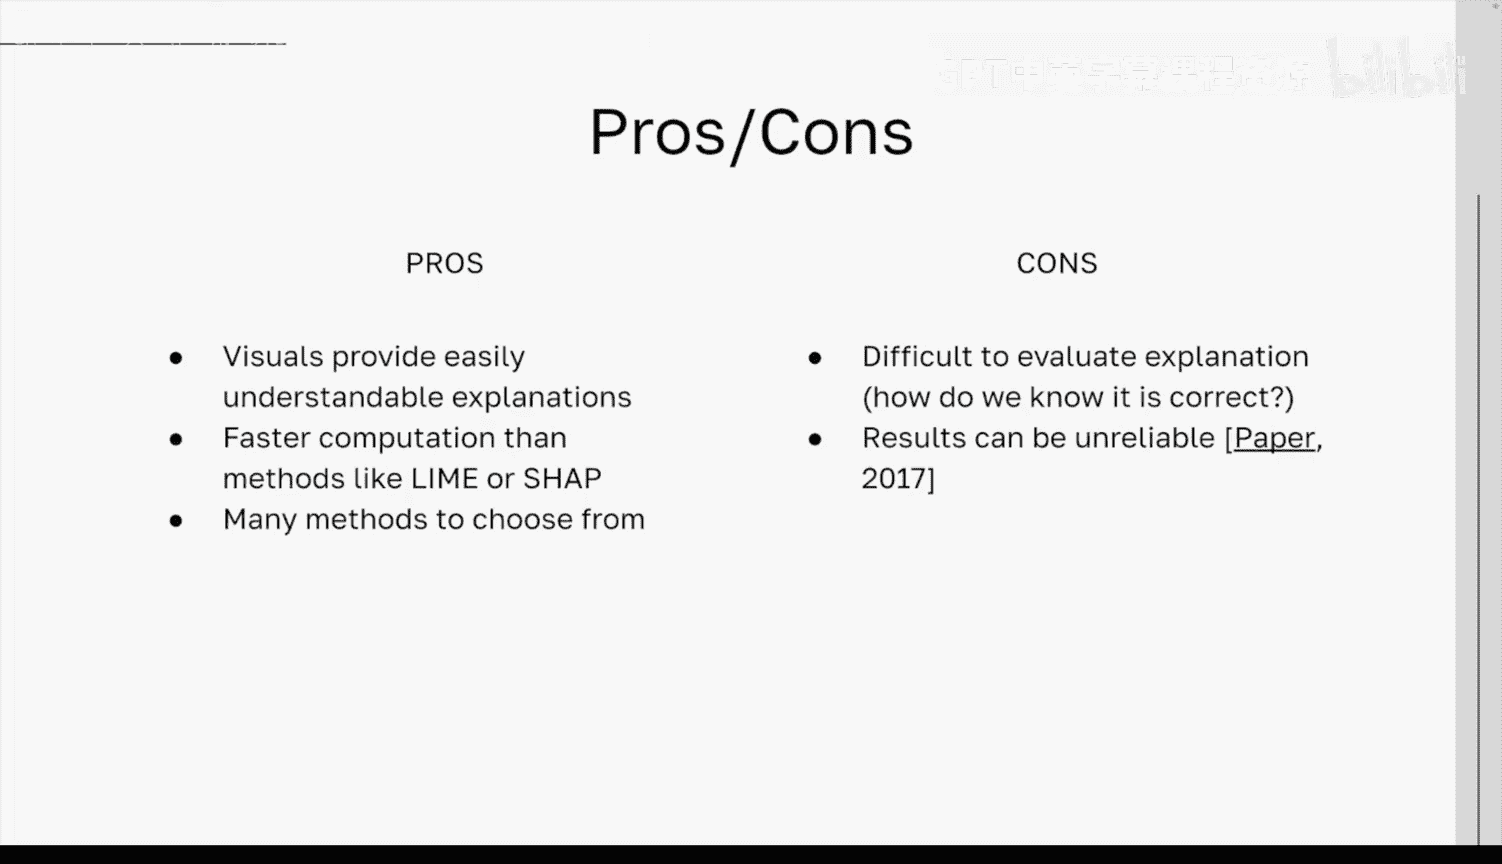 bilibili
Pros/Cons
PROS
● Visuals provide easily
understandable explanations
● Faster computation than
methods like LIME or SHAP
● Many methods to choose from
CONS
● Difficult to evaluate explanation
(how do we know it is correct?)
● Results can be unreliable [Paper,
2017]